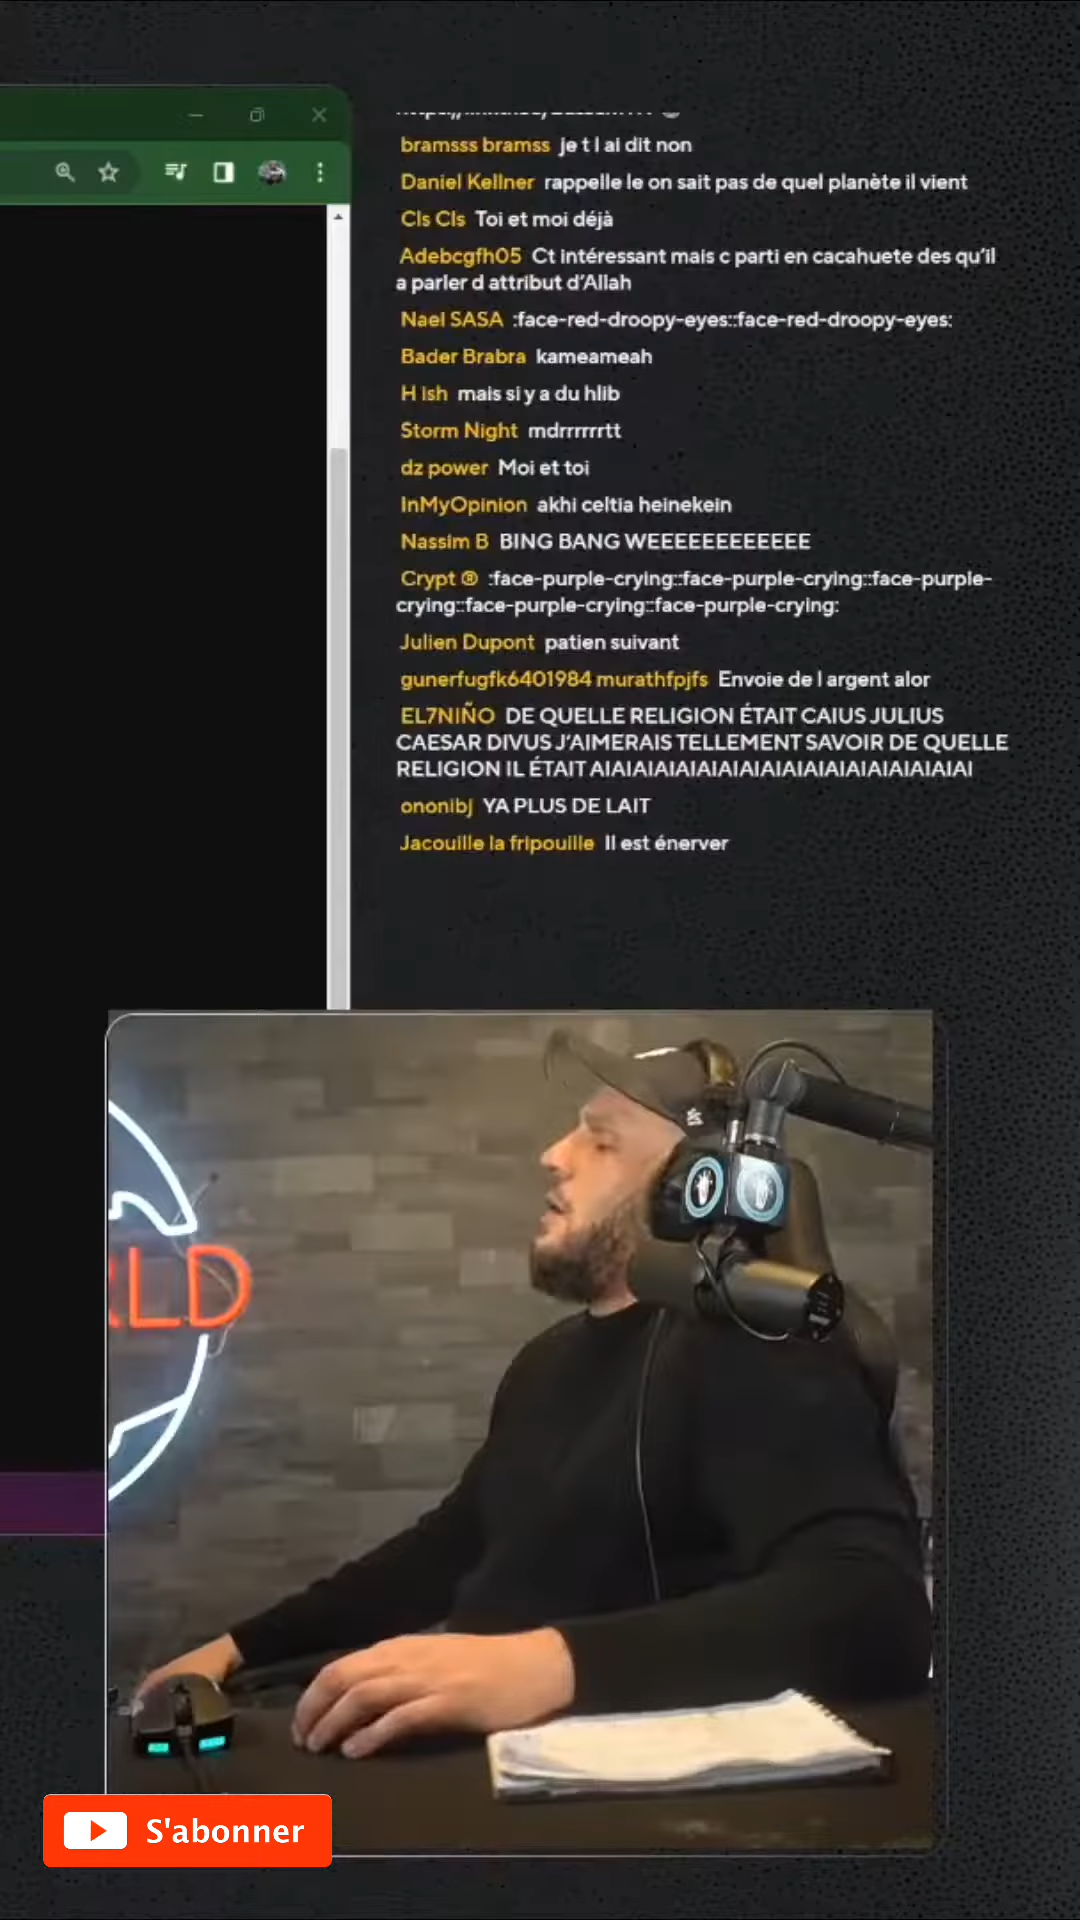 bramsss bramss je t l ai dit non
Daniel Kellner rappelle le on sait pas de quel planète il vient
Cls Cls Toi et moi déjà
Adebcgfh05 Ct intéressant mais c parti en cacahuete des qu'il
a parler d attribut d'Allah
Nael SASA :face-red-droopy-eyes::face-red-droopy-eyes:
Bader Brabra kameameah
H ish mais si y a du hlib
Storm Night mdrrrrrrtt
dz power Moi et toi
InMyOpinion akhi celtia heinekein
Nassim B BING BANG WEEEEEEEEEEEE
Crypt ® :face-purple-crying::face-purple-crying::face-purple-
crying::face-purple-crying::face-purple-crying:
Julien Dupont patien suivant
gunerfugfk6401984 murathfpjfs Envoie de l argent alor
EL7NIÑO DE QUELLE RELIGION ÉTAIT CAIUS JULIUS
CAESAR DIVUS J'AIMERAIS TELLEMENT SAVOIR DE QUELLE
RELIGION IL ÉTAIT AIAIAIAIAIAIAIAIAIAIAIAIAIAIAIAIAIAI
ononibj YA PLUS DE LAIT
Jacouille la fripouille Il est énerver
RLD
S'abonner